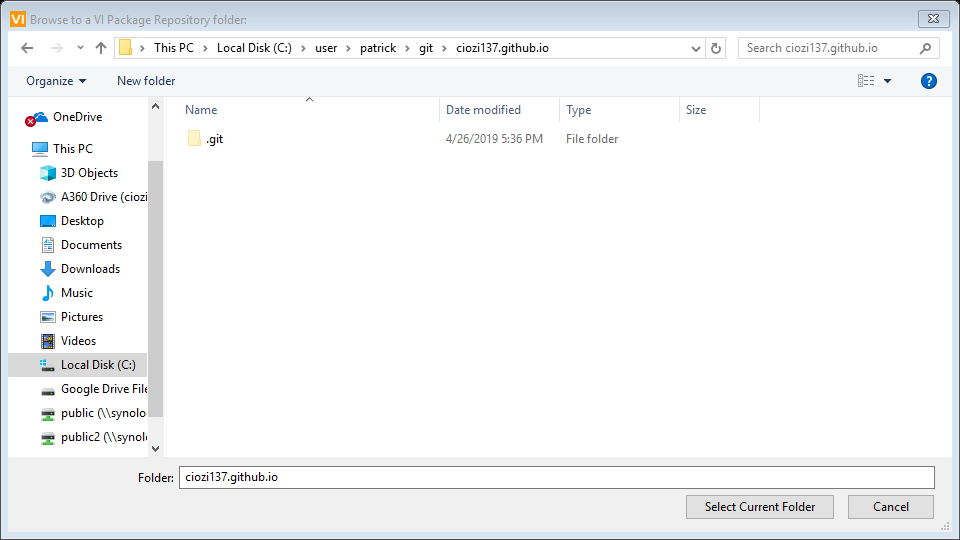 VI Browse to a VI Package Repository folder:
This PC > Local Disk (C:) > user > patrick > git > ciozi137.github.io
Search ciozi137.github.io
Organize New folder
?
Name Date modified Type Size
.git 4/26/2019 5:36 PM File folder
OneDrive
This PC
3D Objects
A360 Drive (ciozi
Desktop
Documents
Downloads
Music
Pictures
Videos
Local Disk (C:)
Google Drive File
public (\\synolo
public2 (\\synolo
Folder: ciozi137.github.io
Select Current Folder Cancel